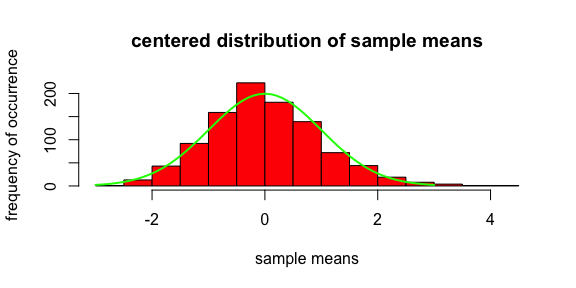 centered distribution of sample means
frequency of occurrence
200
100
0
-2 0 2 4
sample means